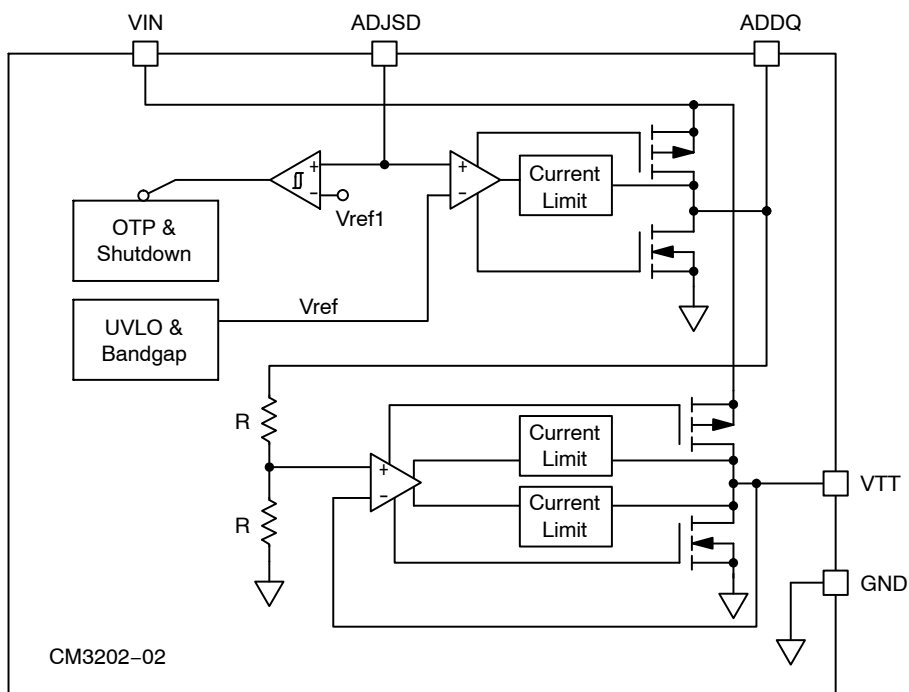 VIN
ADJSD
ADDQ
+
−
Vref1
+
−
Current
Limit
OTP &
Shutdown
Vref
UVLO &
Bandgap
R
Current
Limit
+
−
VTT
Current
Limit
R
GND
CM3202−02